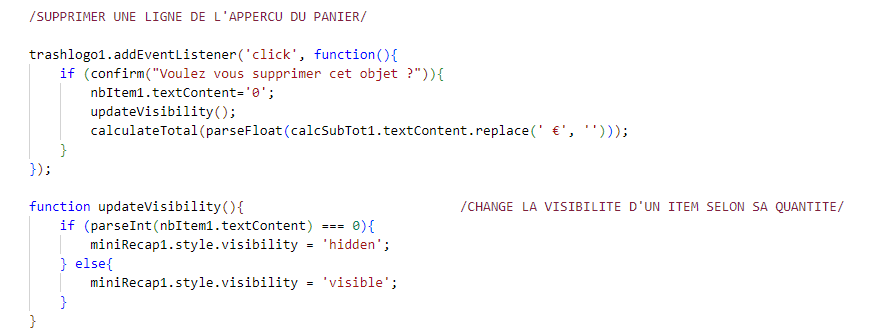 /SUPPRIMER UNE LIGNE DE L'APPERCU DU PANIER/
trashlogo1.addEventListener('click', function(){
if (confirm("Voulez vous supprimer cet objet ?")){
nbItem1.textContent='0';
updateVisibility();
calculateTotal(parseFloat(calcSubTot1.textContent.replace(' €', '')));
}
});
function updateVisibility(){ /CHANGE LA VISIBILITE D'UN ITEM SELON SA QUANTITE/
if (parseInt(nbItem1.textContent) === 0){
miniRecap1.style.visibility = 'hidden';
} else{
miniRecap1.style.visibility = 'visible';
}
}